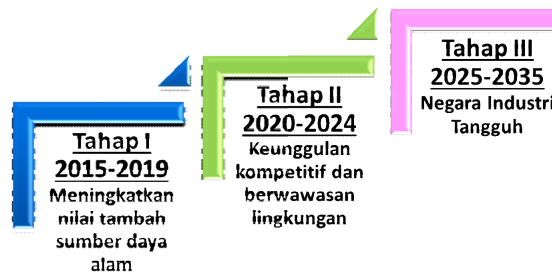 Tahap I
2015-2019
Meningkatkan
nilai tambah
sumber daya
alam
Tahap II
2020-2024
Keunggulan
kompetitif dan
berwawasan
lingkungan
Tahap III
2025-2035
Negara Industri
Tangguh